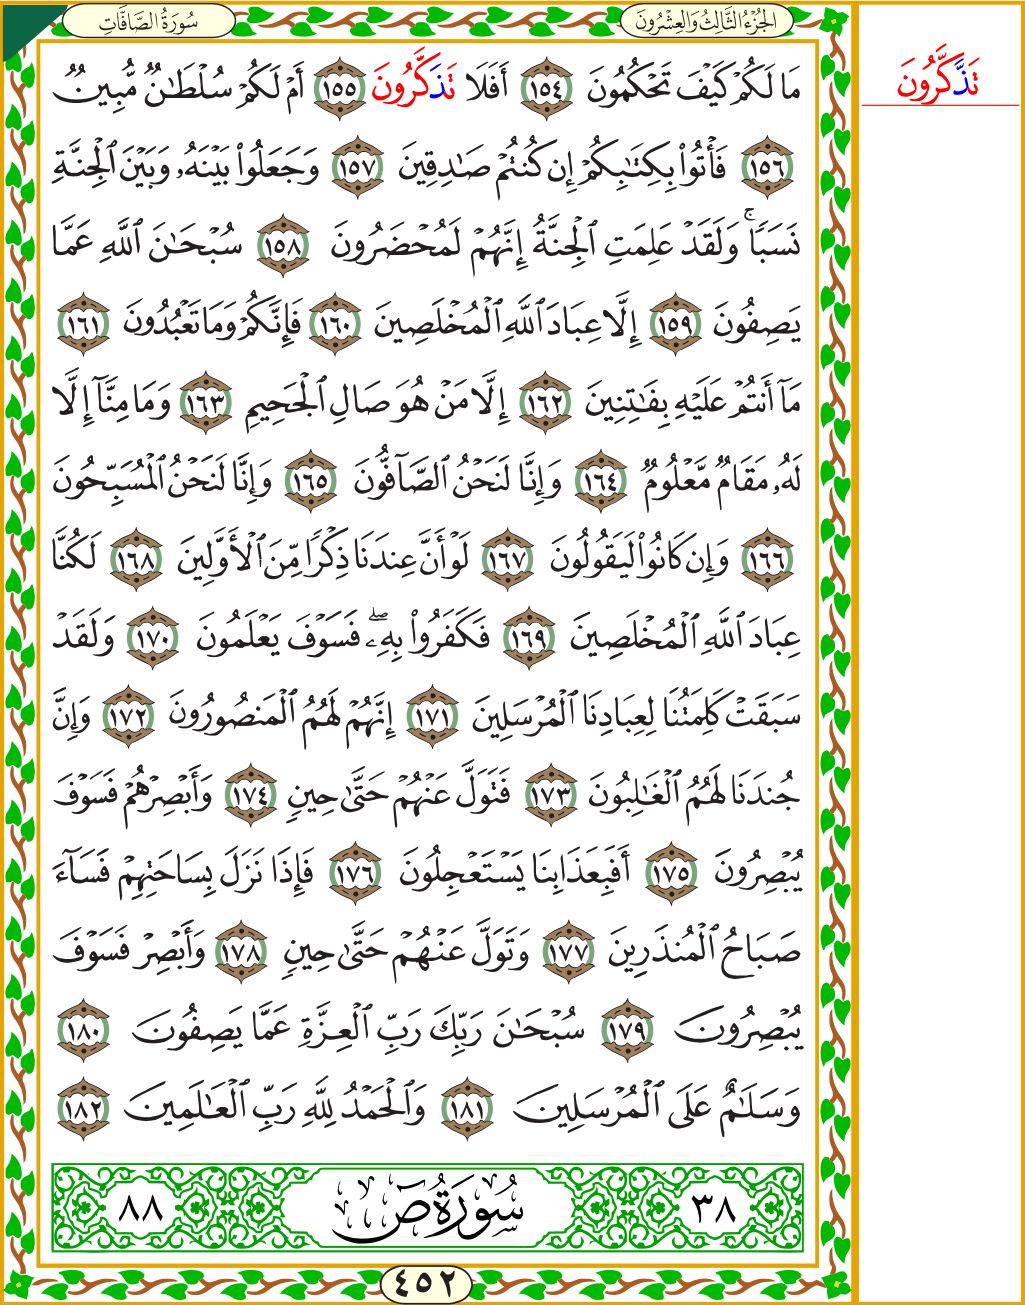 سُورَةُ الصَّافَّاتِ
الجُزْءُ الثَّالِثُ وَالعِشْرُونَ
مَا لَكُمْ كَيْفَ تَحْكُمُونَ ١٥٤ أَفَلَا تَذَكَّرُونَ ١٥٥ أَمْ لَكُمْ سُلْطَٰنٌ مُّبِينٌ
١٥٦ فَأْتُوا۟ بِكِتَٰبِكُمْ إِن كُنتُمْ صَٰدِقِينَ ١٥٧ وَجَعَلُوا۟ بَيْنَهُۥ وَبَيْنَ ٱلْجِنَّةِ
نَسَبًاۚ وَلَقَدْ عَلِمَتِ ٱلْجِنَّةُ إِنَّهُمْ لَمُحْضَرُونَ ١٥٨ سُبْحَٰنَ ٱللَّهِ عَمَّا
يَصِفُونَ ١٥٩ إِلَّا عِبَادَ ٱللَّهِ ٱلْمُخْلَصِينَ ١٦٠ فَإِنَّكُمْ وَمَا تَعْبُدُونَ ١٦١
مَآ أَنتُمْ عَلَيْهِ بِفَٰتِنِينَ ١٦٢ إِلَّا مَنْ هُوَ صَالِ ٱلْجَحِيمِ ١٦٣ وَمَا مِنَّآ إِلَّا
لَهُۥ مَقَامٌ مَّعْلُومٌ ١٦٤ وَإِنَّا لَنَحْنُ ٱلصَّآفُّونَ ١٦٥ وَإِنَّا لَنَحْنُ ٱلْمُسَبِّحُونَ
١٦٦ وَإِن كَانُوا۟ لَيَقُولُونَ ١٦٧ لَوْ أَنَّ عِندَنَا ذِكْرًا مِّنَ ٱلْأَوَّلِينَ ١٦٨ لَكُنَّا
عِبَادَ ٱللَّهِ ٱلْمُخْلَصِينَ ١٦٩ فَكَفَرُوا۟ بِهِۦۖ فَسَوْفَ يَعْلَمُونَ ١٧٠ وَلَقَدْ
سَبَقَتْ كَلِمَتُنَا لِعِبَادِنَا ٱلْمُرْسَلِينَ ١٧١ إِنَّهُمْ لَهُمُ ٱلْمَنصُورُونَ ١٧٢ وَإِنَّ
جُندَنَا لَهُمُ ٱلْغَٰلِبُونَ ١٧٣ فَتَوَلَّ عَنْهُمْ حَتَّىٰ حِينٍ ١٧٤ وَأَبْصِرْهُمْ فَسَوْفَ
يُبْصِرُونَ ١٧٥ أَفَبِعَذَابِنَا يَسْتَعْجِلُونَ ١٧٦ فَإِذَا نَزَلَ بِسَاحَتِهِمْ فَسَآءَ
صَبَاحُ ٱلْمُنذَرِينَ ١٧٧ وَتَوَلَّ عَنْهُمْ حَتَّىٰ حِينٍ ١٧٨ وَأَبْصِرْ فَسَوْفَ
يُبْصِرُونَ ١٧٩ سُبْحَٰنَ رَبِّكَ رَبِّ ٱلْعِزَّةِ عَمَّا يَصِفُونَ ١٨٠
وَسَلَٰمٌ عَلَى ٱلْمُرْسَلِينَ ١٨١ وَٱلْحَمْدُ لِلَّهِ رَبِّ ٱلْعَٰلَمِينَ ١٨٢
٣٨ سُورَةُ صٓ ٨٨
٤٥٢
تَذَّكَّرُونَ